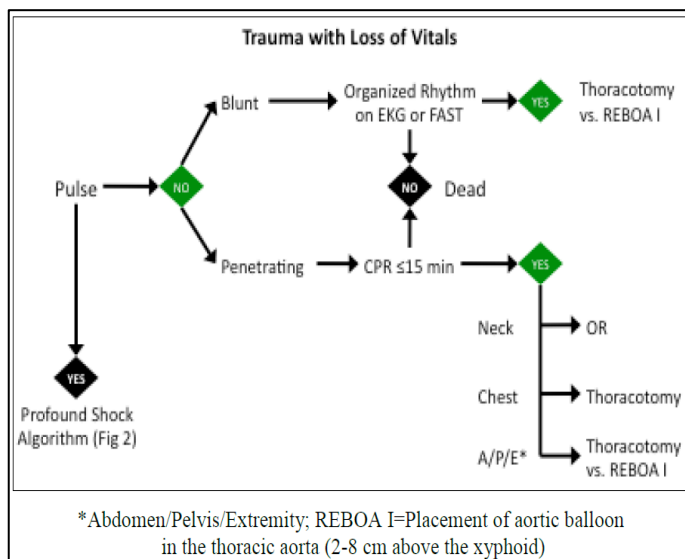 Trauma with Loss of Vitals
Blunt
Organized Rhythm
on EKG or FAST
YES
Thoracotomy
vs. REBOA I
Pulse
NO
NO
Dead
Penetrating
CPR ≤15 min
YES
Neck
OR
YES
Profound Shock
Algorithm (Fig 2)
Chest
Thoracotomy
A/P/E*
Thoracotomy
vs. REBOA I
*Abdomen/Pelvis/Extremity; REBOA I=Placement of aortic balloon
in the thoracic aorta (2-8 cm above the xyphoid)